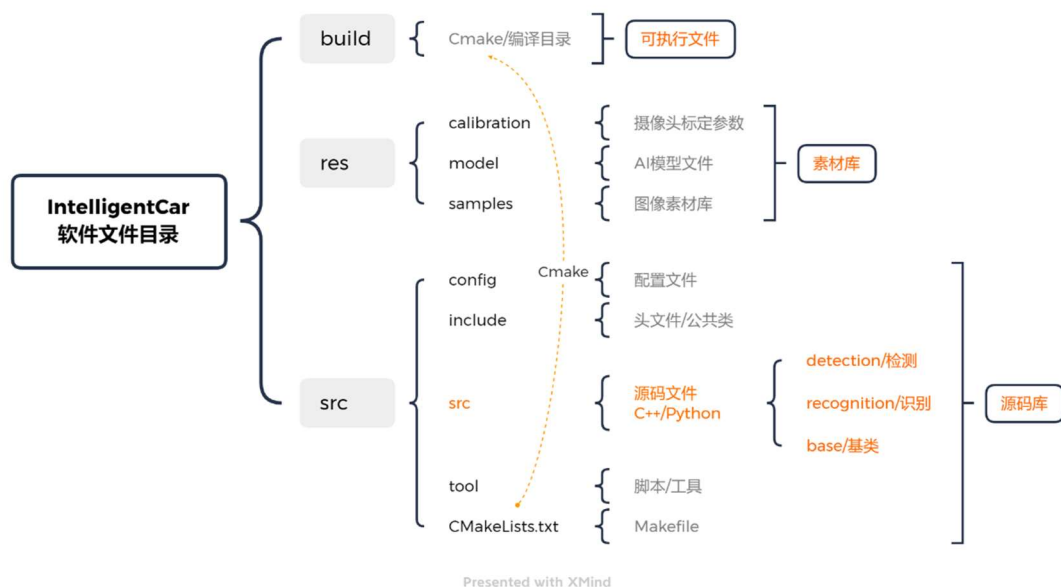 build
Cmake/编译目录
可执行文件
calibration
摄像头标定参数
res
model
AI模型文件
素材库
samples
图像素材库
IntelligentCar
软件文件目录
Cmake
config
配置文件
include
头文件/公共类
detection/检测
src
src
源码文件
C++/Python
recognition/识别
源码库
base/基类
tool
脚本/工具
CMakeLists.txt
Makefile
Presented with XMind